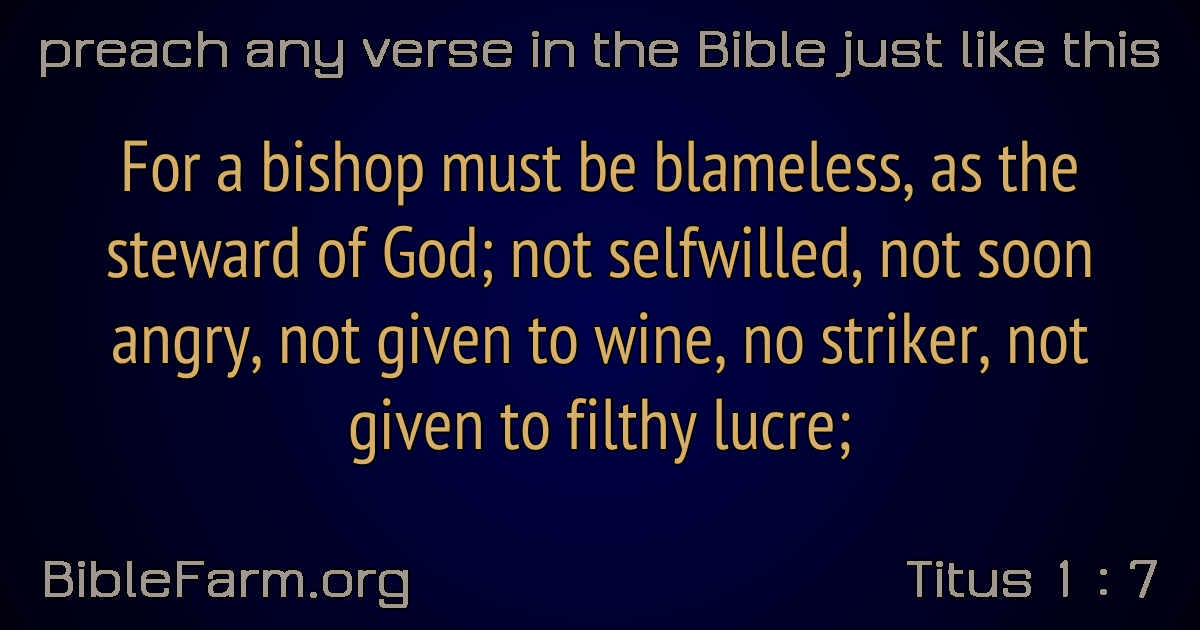 preach any verse in the Bible just like this
For a bishop must be blameless, as the
steward of God; not selfwilled, not soon
angry, not given to wine, no striker, not
given to filthy lucre;
BibleFarm.org
Titus 1 : 7